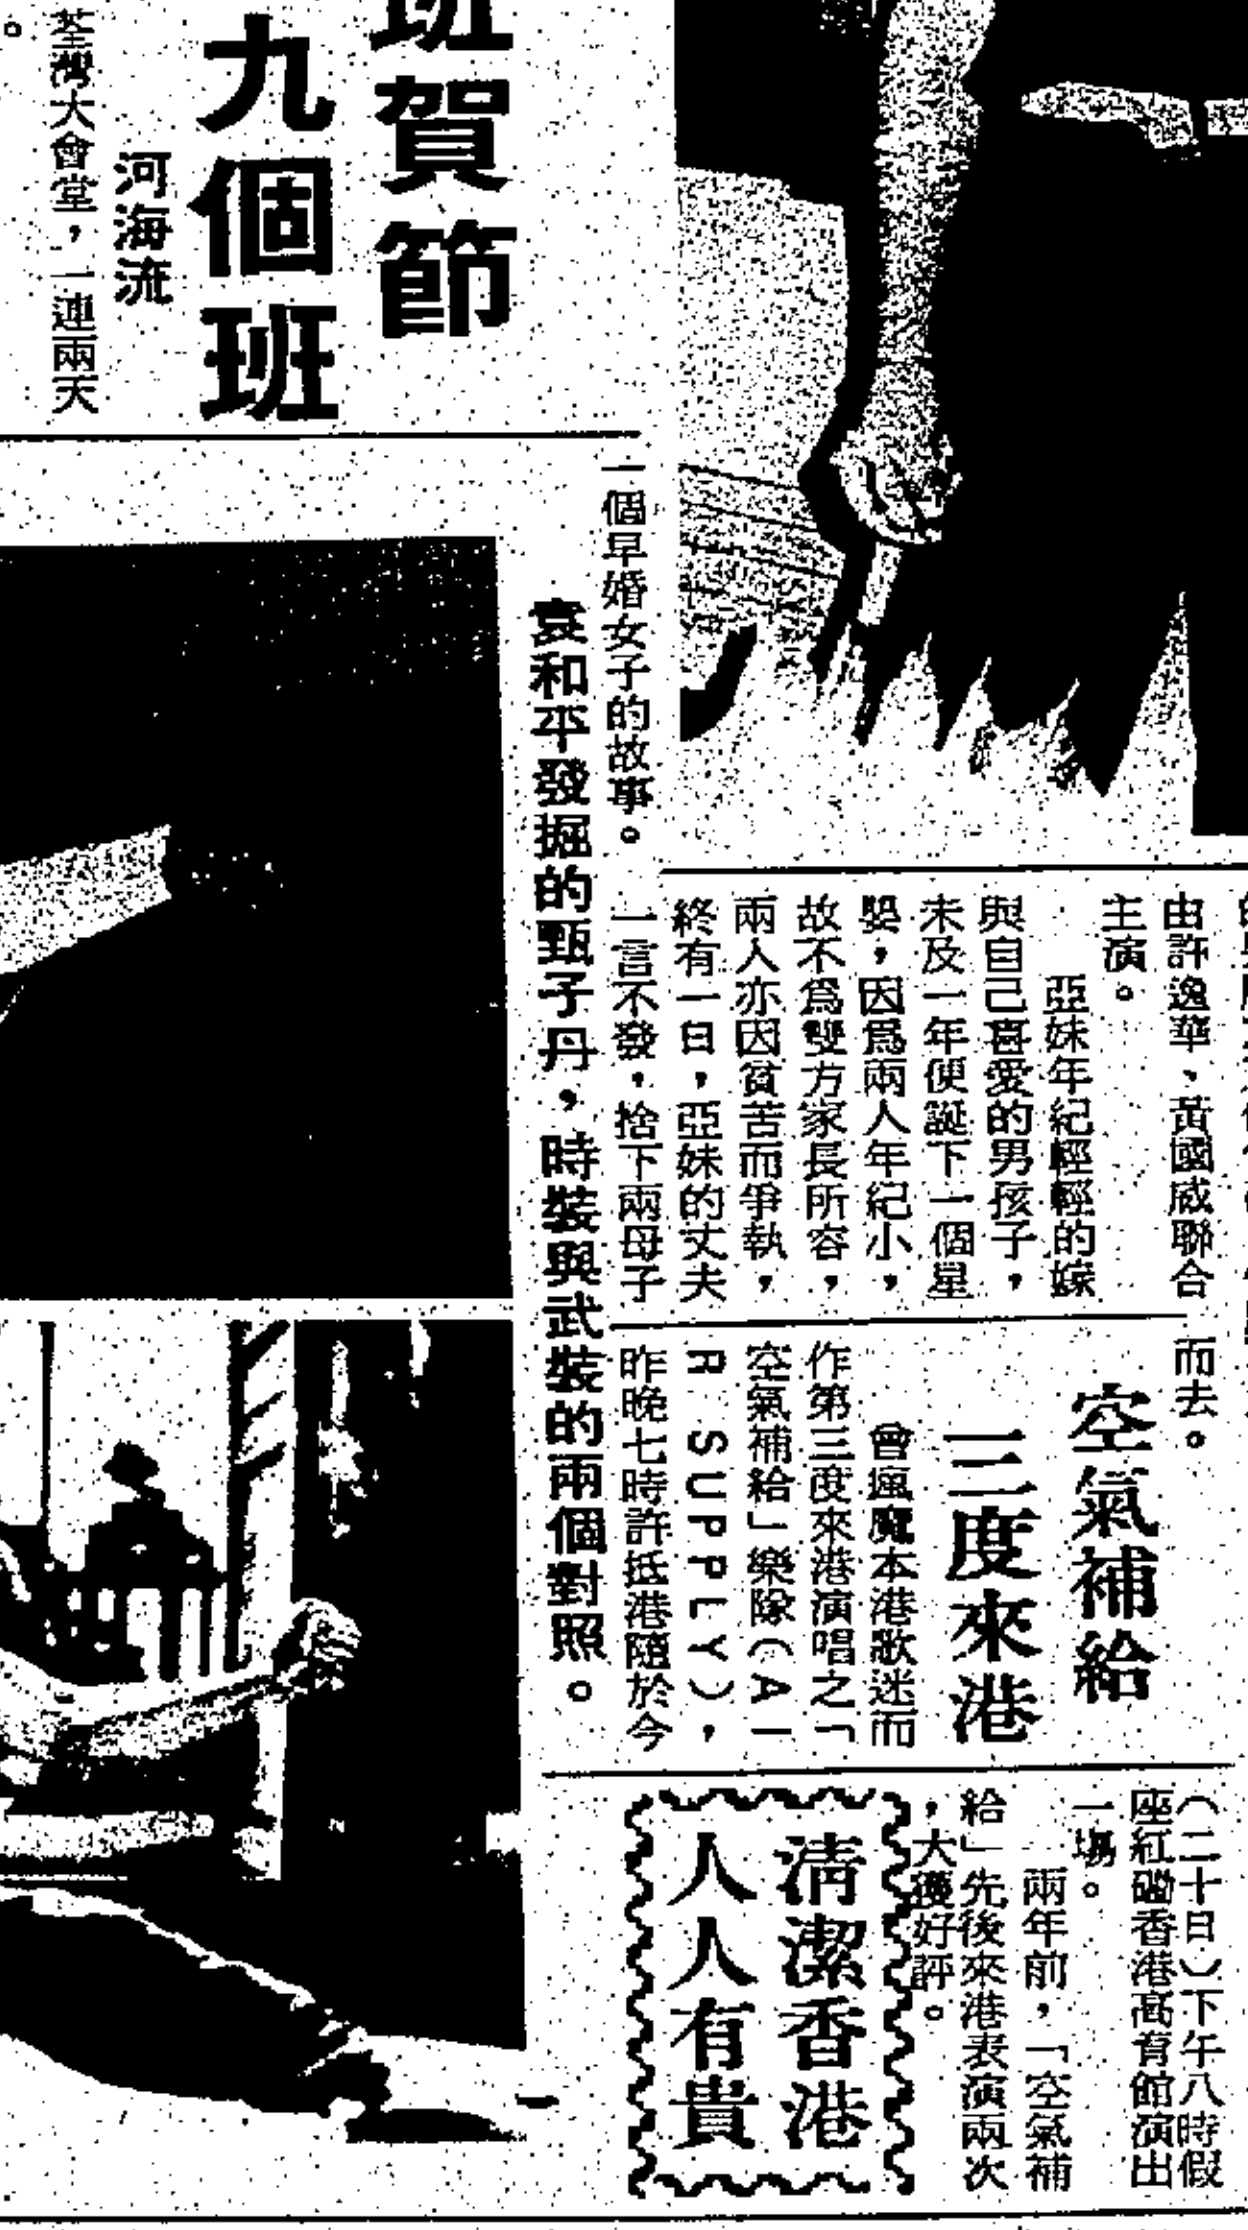 班賀節
九個班
河海流
荃灣大會堂，一連兩天
。
由許逸華、黃國威聯合
主演。
亞妹年紀輕輕的嫁
與自己喜愛的男孩子，
未及一年便誕下一個星
嬰，因爲兩人年紀小，
故不爲雙方家長所容，
兩人亦因貧苦而爭執，
終有一日，亞妹的丈夫
一言不發，捨下兩母子
而去。
一個早婚女子的故事。
袁和平發掘的甄子丹，時裝與武裝的兩個對照。
空氣補給
三度來港
曾瘋魔本港歌迷而
作第三度來港演唱之「
空氣補給」樂隊（ＡＩ
Ｒ ＳＵＰＰＬＹ），
昨晚七時許抵港隨於今
（二十日）下午八時假
座紅磡香港高育館演出
一場。
兩年前，「空氣補
給」先後來港表演兩次
，大獲好評。
清潔香港
人人有貴